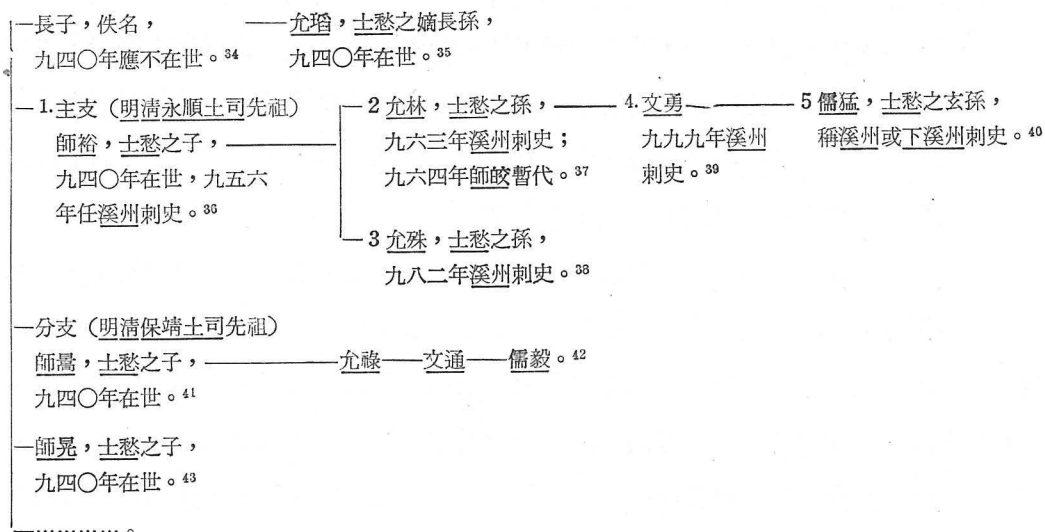 長子，佚名， 允瑫，士愁之嫡長孫，
九四〇年應不在世。34 九四〇年在世。35
1.主支（明清永順土司先祖） 2 允林，士愁之孫， 4.文勇 5 儒猛，士愁之玄孫，
師裕，士愁之子， 九六三年溪州刺史； 九九九年溪州 稱溪州或下溪州刺史。40
九四〇年在世，九五六 九六四年師皎暫代。37 刺史。39
年任溪州刺史。36
3 允殊，士愁之孫，
九八二年溪州刺史。38
分支（明清保靖土司先祖）
師暠，士愁之子， 允祿 文通 儒毅。42
九四〇年在世。41
師晃，士愁之子，
九四〇年在世。43